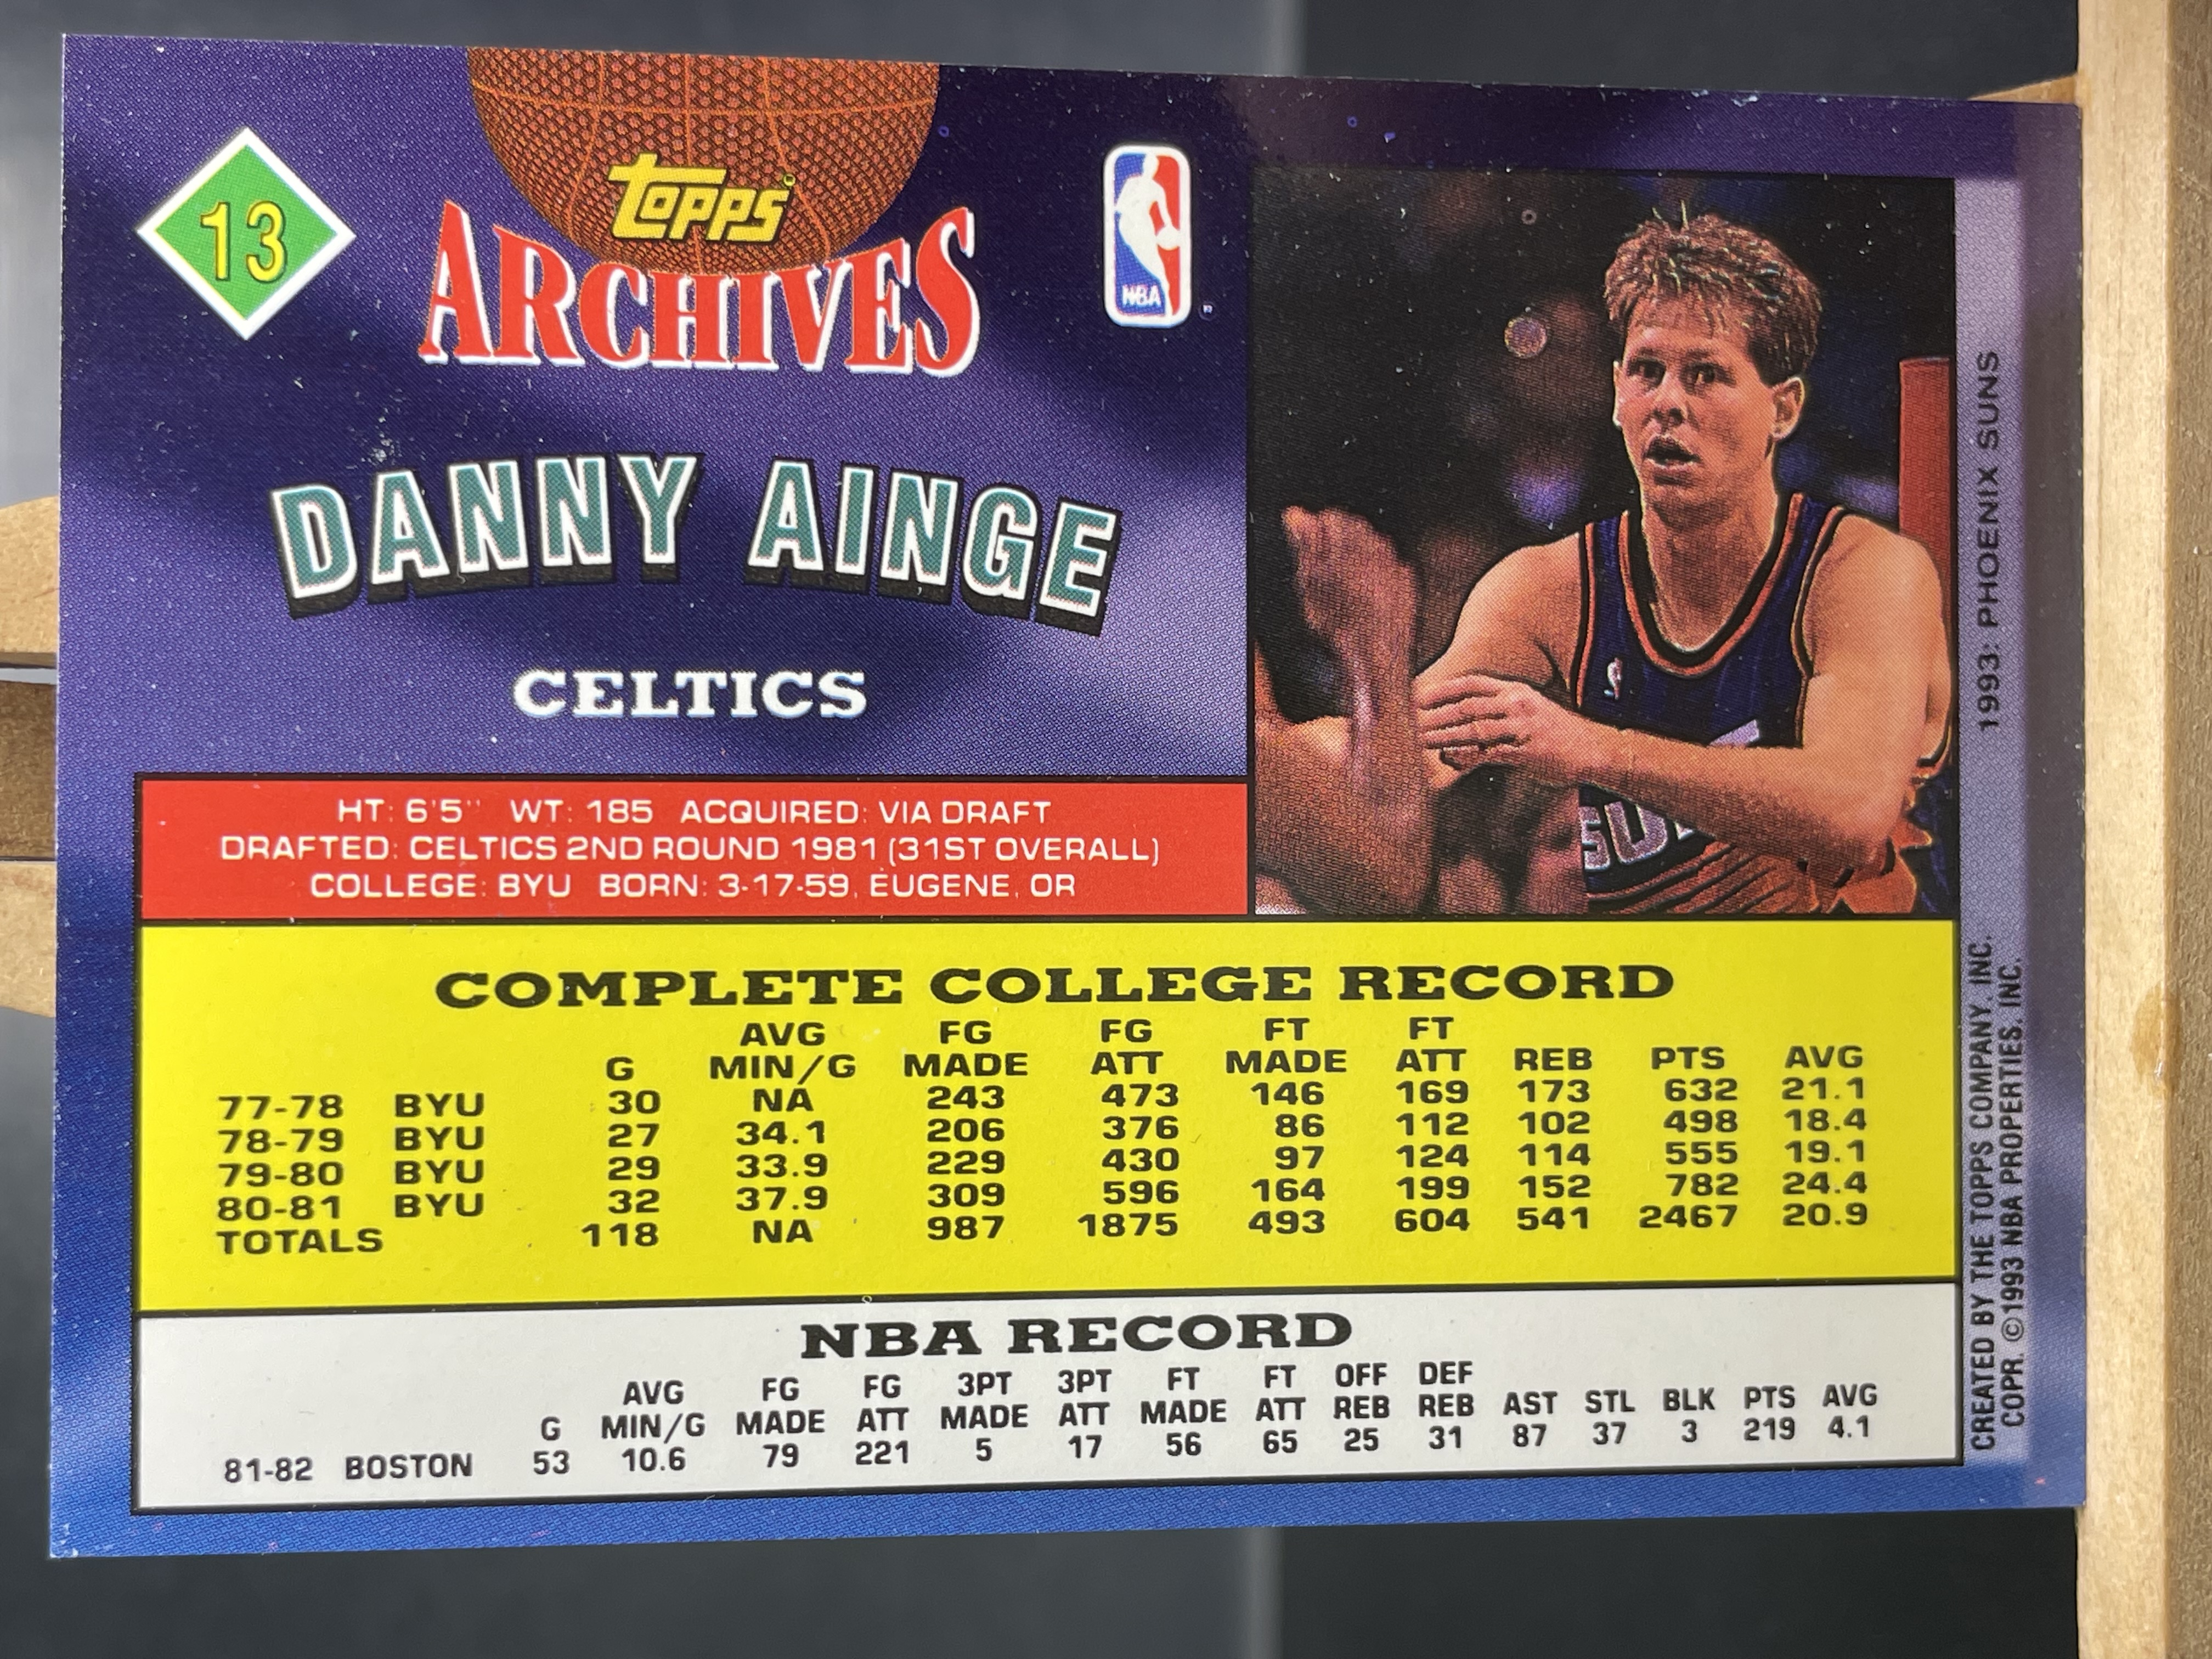 13
topps
ARCHIVES
NBA
DANNY AINGE
CELTICS
HT: 6'5" WT: 185 ACQUIRED: VIA DRAFT
DRAFTED: CELTICS 2ND ROUND 1981 (31ST OVERALL)
COLLEGE: BYU BORN: 3-17-59, EUGENE, OR
1993: PHOENIX SUNS
COMPLETE COLLEGE RECORD
AVG FG FG FT FT
G MIN/G MADE ATT MADE ATT REB PTS AVG
77-78 BYU 30 NA 243 473 146 169 173 632 21.1
78-79 BYU 27 34.1 206 376 86 112 102 498 18.4
79-80 BYU 29 33.9 229 430 97 124 114 555 19.1
80-81 BYU 32 37.9 309 596 164 199 152 782 24.4
TOTALS 118 NA 987 1875 493 604 541 2467 20.9
NBA RECORD
AVG FG FG 3PT 3PT FT FT OFF DEF
G MIN/G MADE ATT MADE ATT MADE ATT REB REB AST STL BLK PTS AVG
81-82 BOSTON 53 10.6 79 221 5 17 56 65 25 31 87 37 3 219 4.1
CREATED BY THE TOPPS COMPANY, INC.
COPR. ©1993 NBA PROPERTIES, INC.